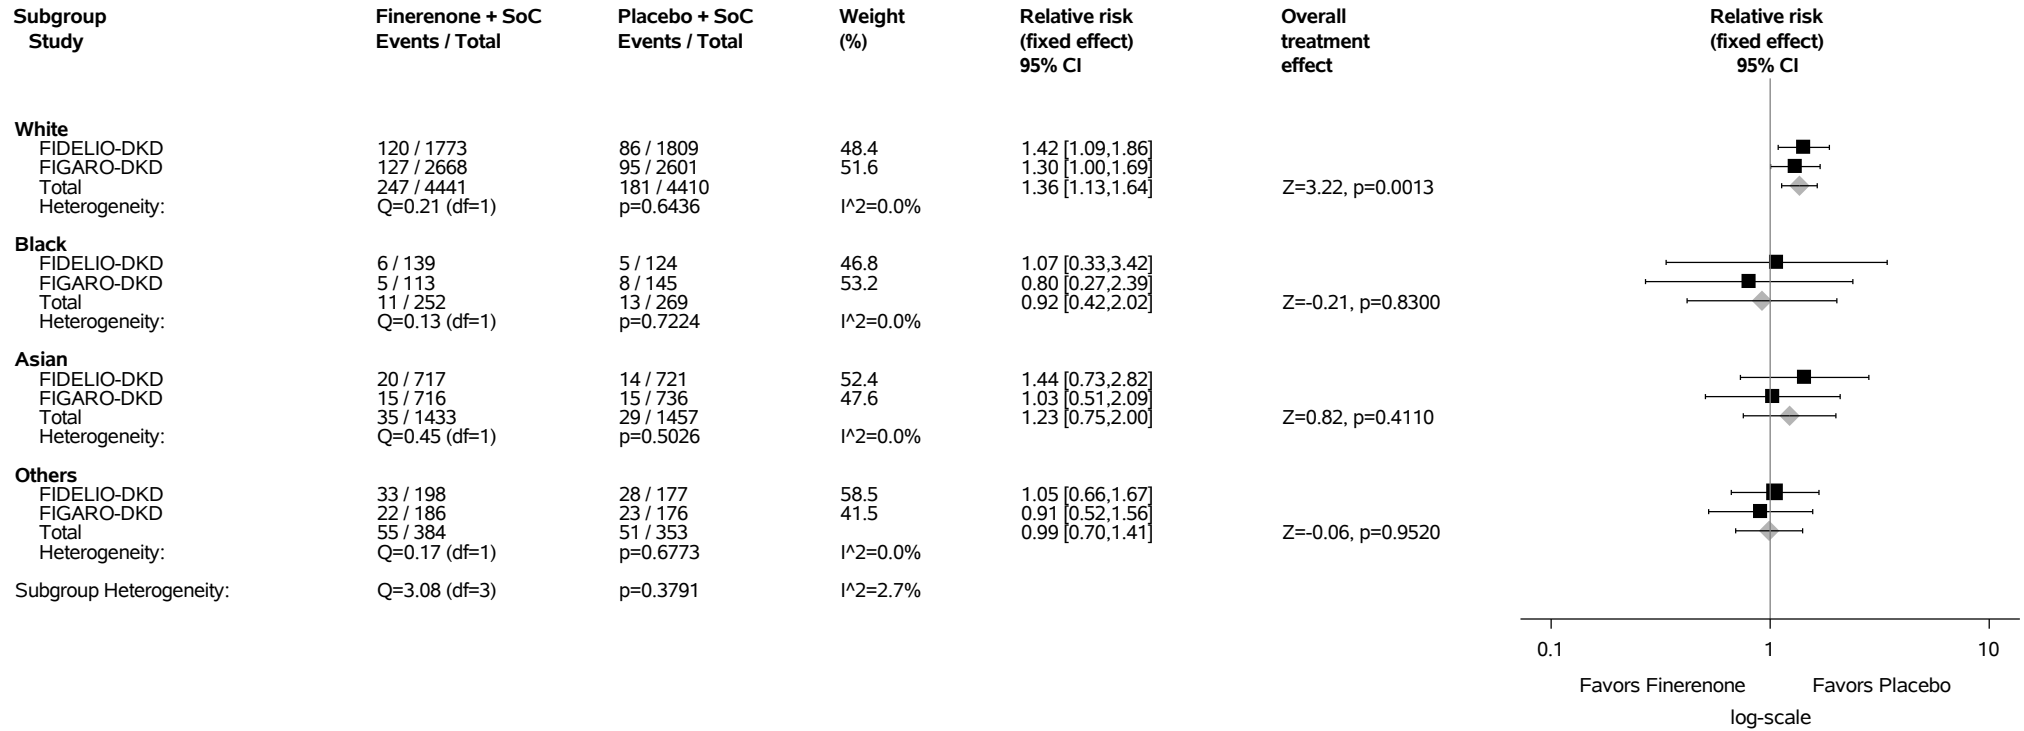 Subgroup Finerenone + SoC Placebo + SoC Weight Relative risk Overall Relative risk
Study Events / Total Events / Total (%) (fixed effect) treatment (fixed effect)
95% CI effect 95% CI
White
FIDELIO-DKD 120 / 1773 86 / 1809 48.4 1.42 [1.09,1.86]
FIGARO-DKD 127 / 2668 95 / 2601 51.6 1.30 [1.00,1.69]
Total 247 / 4441 181 / 4410 1.36 [1.13,1.64] Z=3.22, p=0.0013
Heterogeneity: Q=0.21 (df=1) p=0.6436 I^2=0.0%
Black
FIDELIO-DKD 6 / 139 5 / 124 46.8 1.07 [0.33,3.42]
FIGARO-DKD 5 / 113 8 / 145 53.2 0.80 [0.27,2.39]
Total 11 / 252 13 / 269 0.92 [0.42,2.02] Z=-0.21, p=0.8300
Heterogeneity: Q=0.13 (df=1) p=0.7224 I^2=0.0%
Asian
FIDELIO-DKD 20 / 717 14 / 721 52.4 1.44 [0.73,2.82]
FIGARO-DKD 15 / 716 15 / 736 47.6 1.03 [0.51,2.09]
Total 35 / 1433 29 / 1457 1.23 [0.75,2.00] Z=0.82, p=0.4110
Heterogeneity: Q=0.45 (df=1) p=0.5026 I^2=0.0%
Others
FIDELIO-DKD 33 / 198 28 / 177 58.5 1.05 [0.66,1.67]
FIGARO-DKD 22 / 186 23 / 176 41.5 0.91 [0.52,1.56]
Total 55 / 384 51 / 353 0.99 [0.70,1.41] Z=-0.06, p=0.9520
Heterogeneity: Q=0.17 (df=1) p=0.6773 I^2=0.0%
Subgroup Heterogeneity: Q=3.08 (df=3) p=0.3791 I^2=2.7%
0.1 1 10
Favors Finerenone Favors Placebo
log-scale